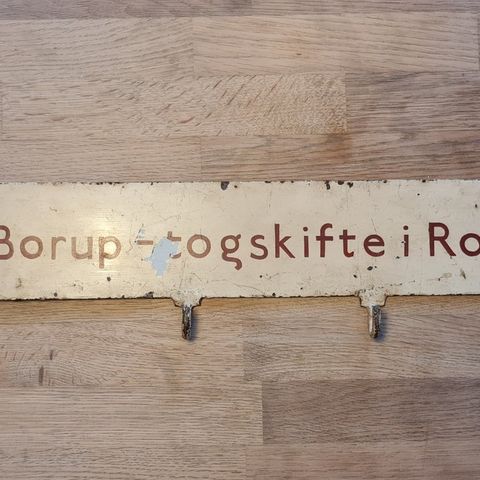 Borup - togskifte i Ro